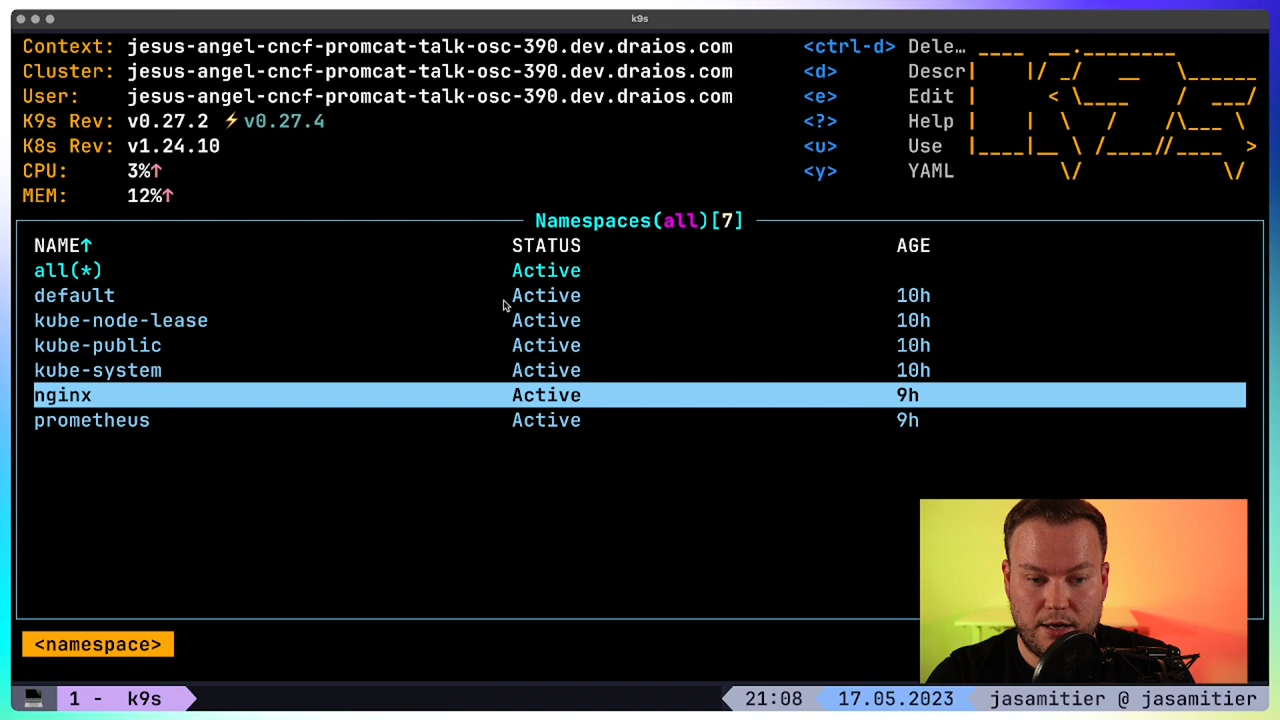 k9s
Context: jesus-angel-cncf-promcat-talk-osc-390.dev.draios.com <ctrl-d> Dele…
Cluster: jesus-angel-cncf-promcat-talk-osc-390.dev.draios.com <d> Descr
User: jesus-angel-cncf-promcat-talk-osc-390.dev.draios.com <e> Edit
K9s Rev: v0.27.2 ⚡v0.27.4 <?> Help
K8s Rev: v1.24.10 <u> Use
CPU: 3%↑ <y> YAML
MEM: 12%↑
Namespaces(all)[7]
NAME↑ STATUS AGE
all(*) Active
default Active 10h
kube-node-lease Active 10h
kube-public Active 10h
kube-system Active 10h
nginx Active 9h
prometheus Active 9h
<namespace>
1 - k9s 21:08 17.05.2023 jasamitier @ jasamitier